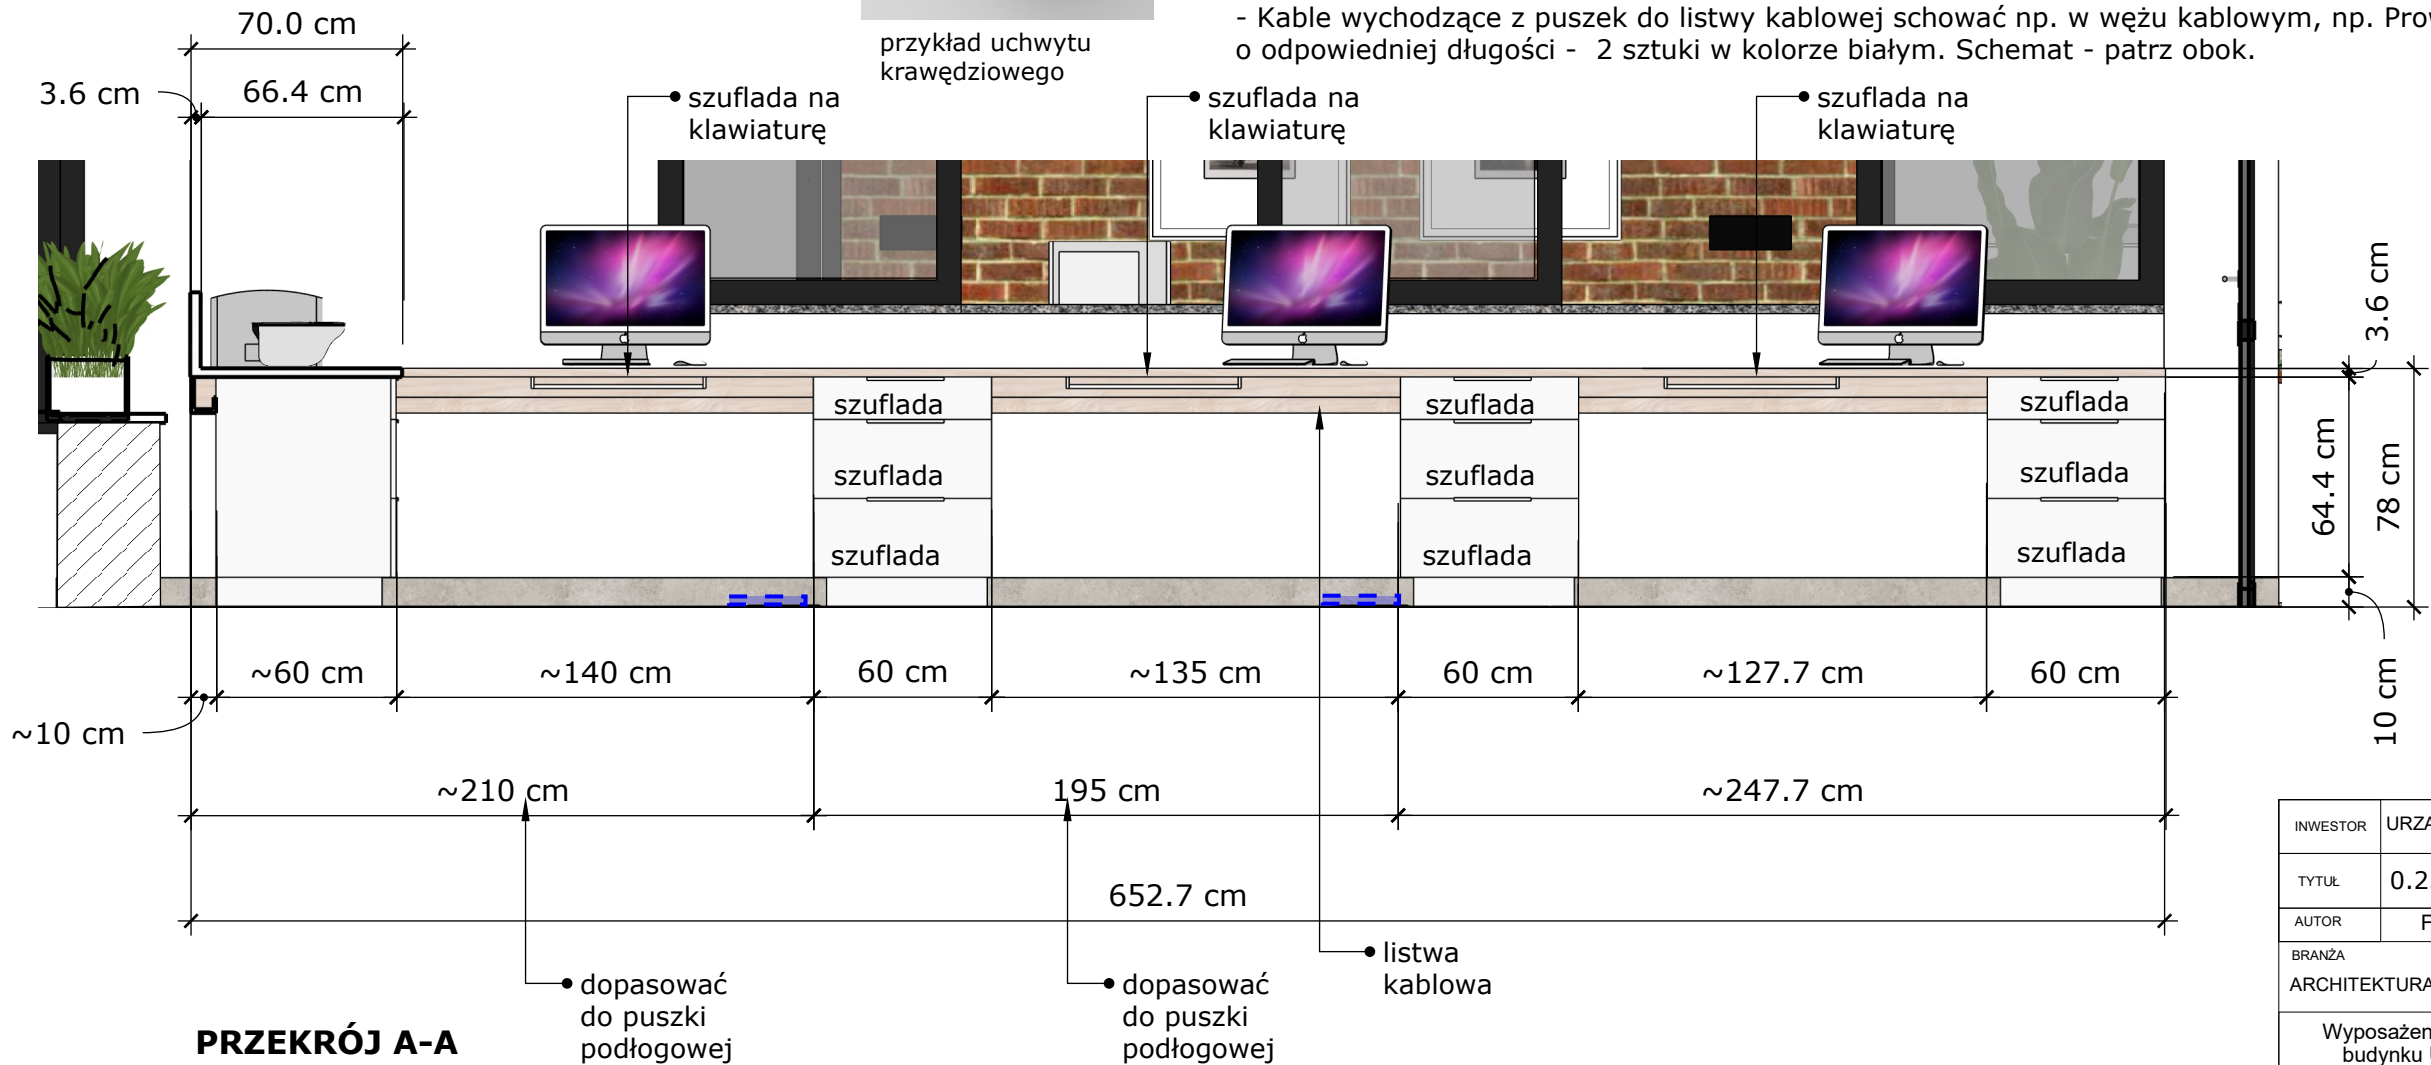 - Kable wychodzące z puszek do listwy kablowej schować np. w wężu kablowym, np.
o odpowiedniej długości -  2 sztuki w kolorze białym. Schemat - patrz obok.
przykład uchwytu
krawędziowego
70.0 cm
3.6 cm
66.4 cm
szuflada na
klawiaturę
szuflada na
klawiaturę
szuflada na
klawiaturę
szuflada
szuflada
szuflada
szuflada
szuflada
szuflada
szuflada
szuflada
szuflada
3.6 cm
64.4 cm
78 cm
10 cm
~60 cm
~140 cm
60 cm
~135 cm
60 cm
~127.7 cm
60 cm
~10 cm
~210 cm
195 cm
~247.7 cm
652.7 cm
listwa
kablowa
dopasować
do puszki
podłogowej
dopasować
do puszki
podłogowej
PRZEKRÓJ A-A
INWESTOR
TYTUŁ
0.2
AUTOR
BRANŻA
ARCHITEKTURA
budynku